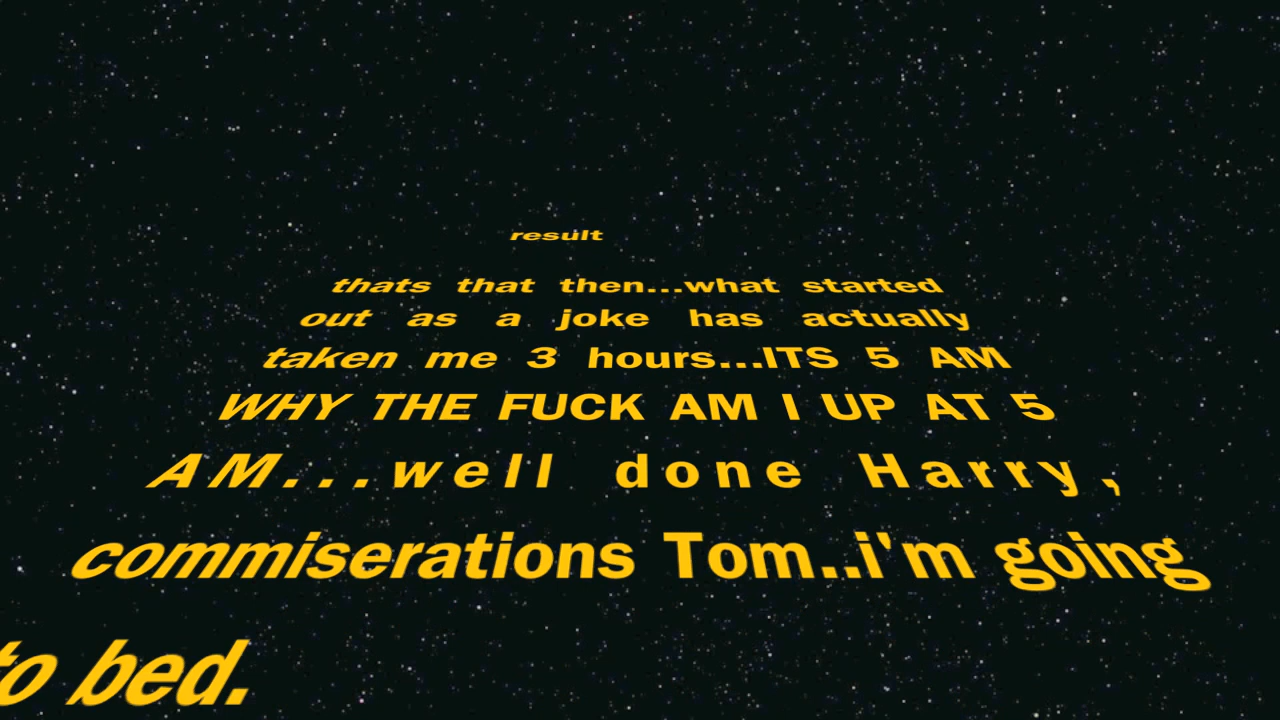 result
thats that then...what started
out as a joke has actually
taken me 3 hours...ITS 5 AM
WHY THE FUCK AM I UP AT 5
AM...well done Harry,
commiserations Tom..i'm going
to bed.